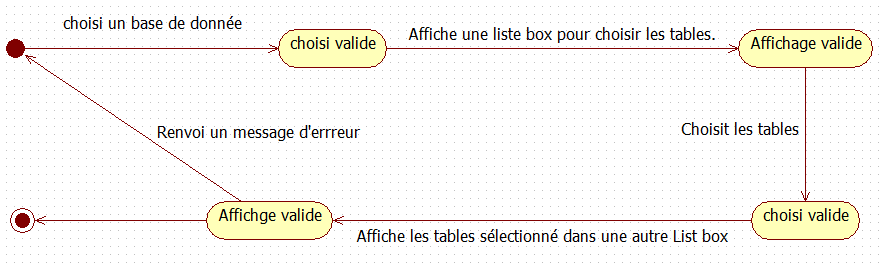 choisi un base de donnée
choisi valide
Affiche une liste box pour choisir les tables.
Affichage valide
Renvoi un message d'errreur
Choisit les tables
Affichge valide
Affiche les tables sélectionné dans une autre List box
choisi valide